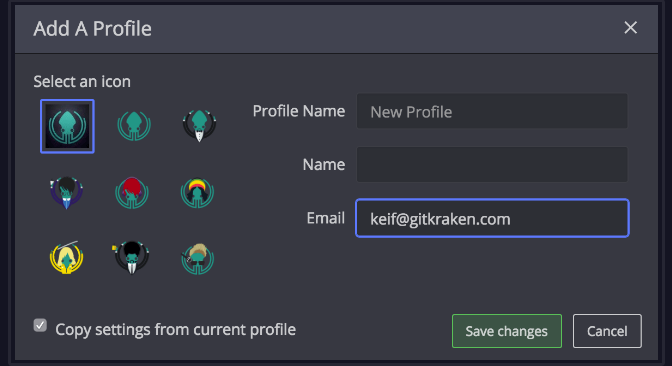 Add A Profile
Select an icon
Profile Name
New Profile
Name
Email
keif@gitkraken.com
Copy settings from current profile
Save changes
Cancel